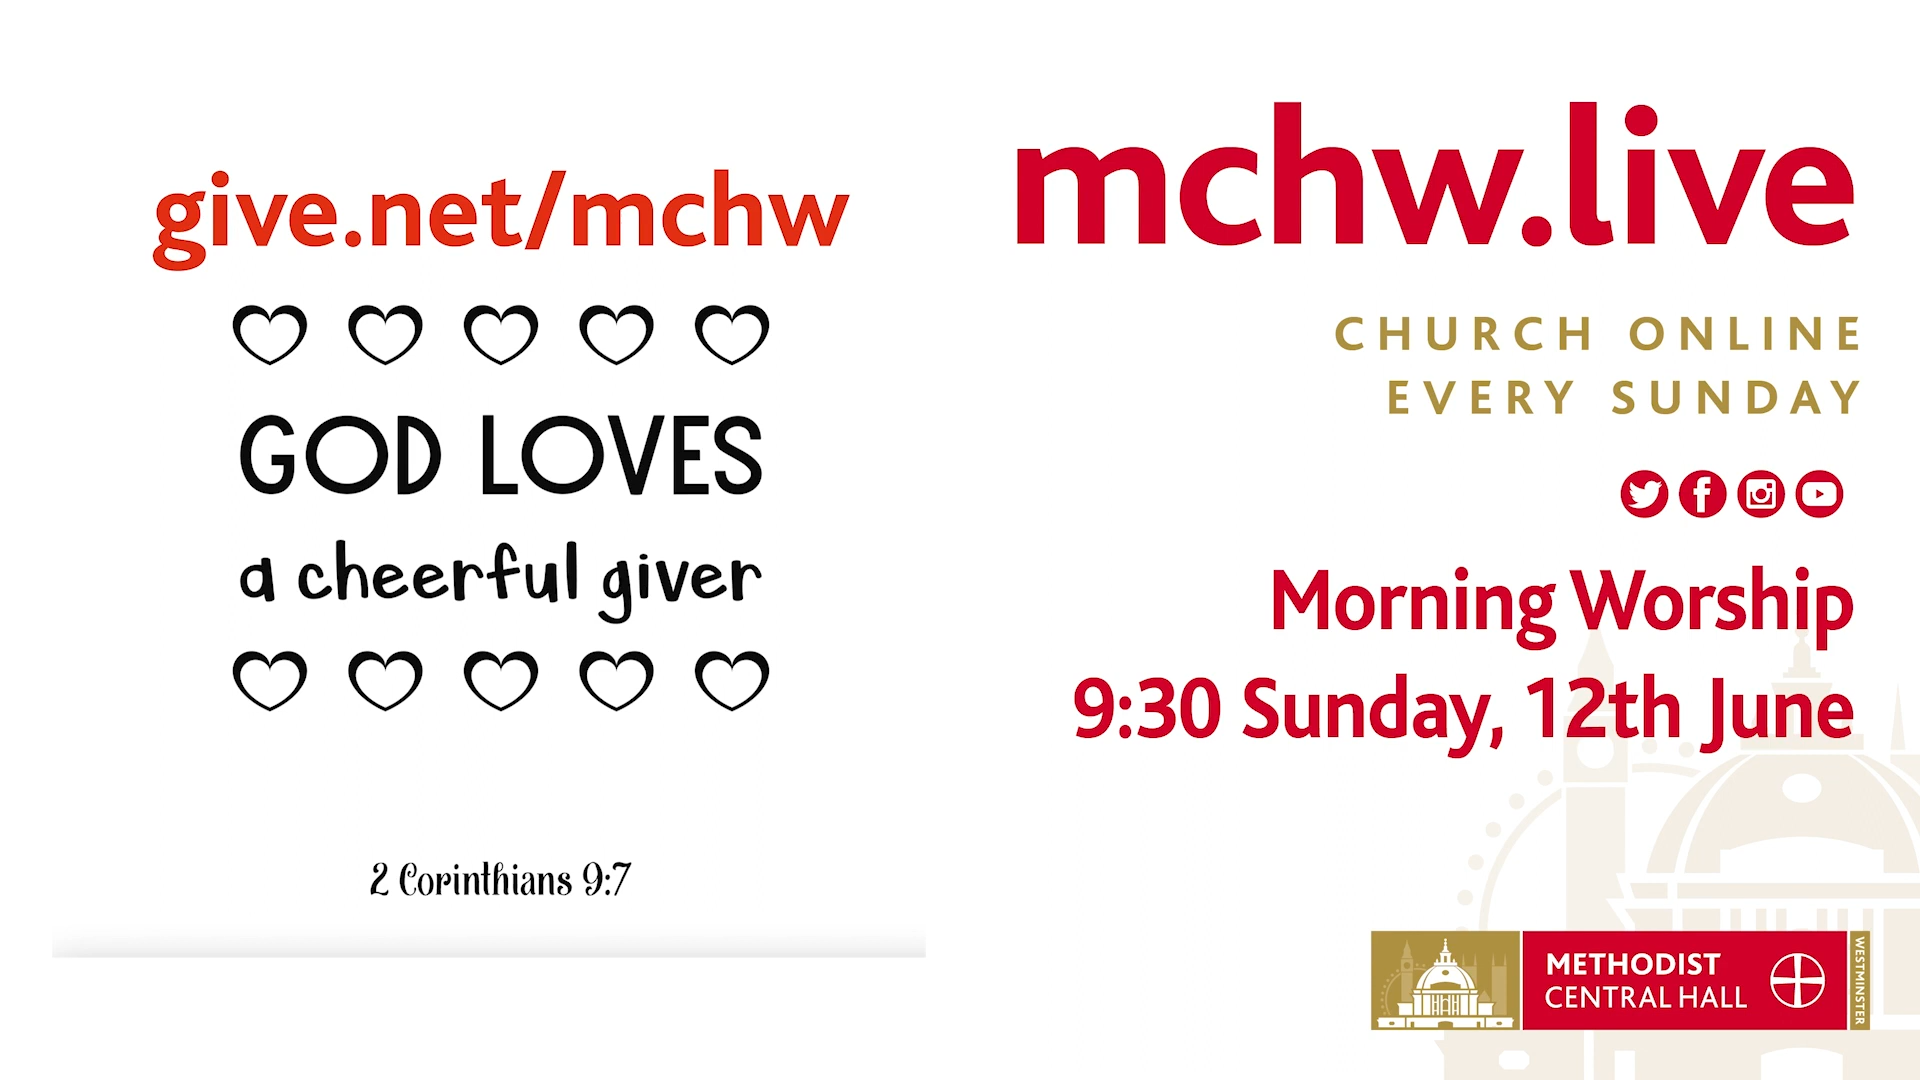 give.net/mchw
GOD LOVES
a cheerful giver
2 Corinthians 9:7
mchw.live
CHURCH ONLINE
EVERY SUNDAY
Morning Worship
9:30 Sunday, 12th June
METHODIST
CENTRAL HALL
WESTMINSTER